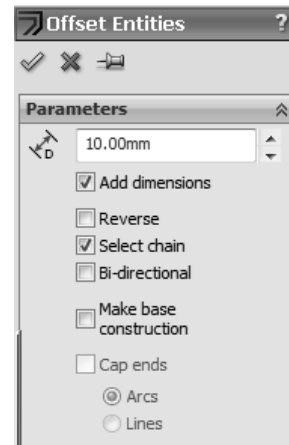 Offset Entities ?
Parameters
D
10.00mm
Add dimensions
Reverse
Select chain
Bi-directional
Make base
construction
Cap ends
Arcs
Lines